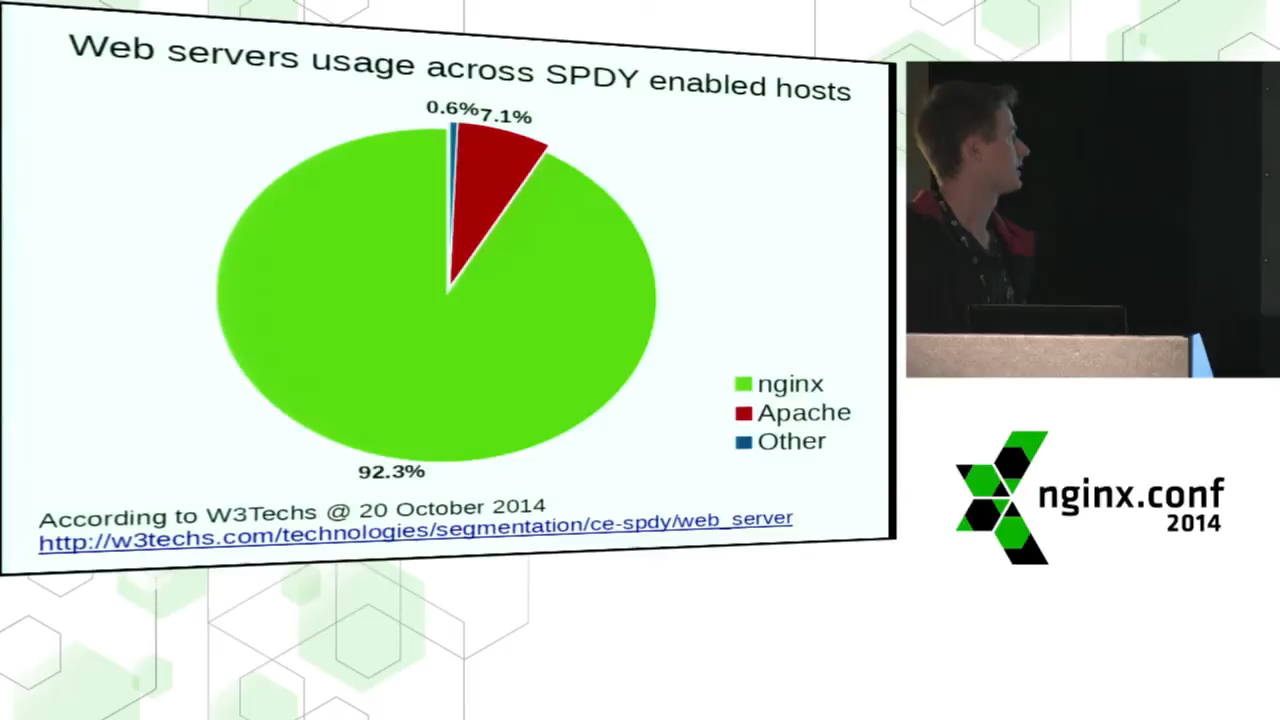 Web servers usage across SPDY enabled hosts
0.6%
7.1%
nginx
Apache
Other
92.3%
According to W3Techs @ 20 October 2014
http://w3techs.com/technologies/segmentation/ce-spdy/web_server
nginx.conf
2014